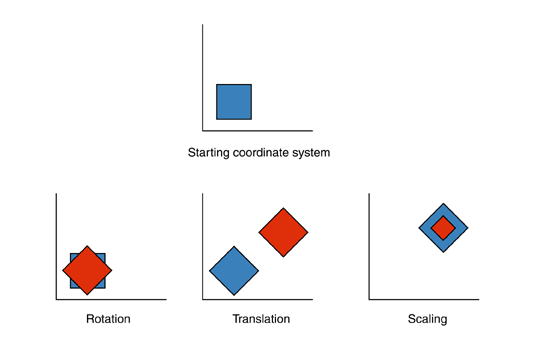 Starting coordinate system
Rotation
Translation
Scaling